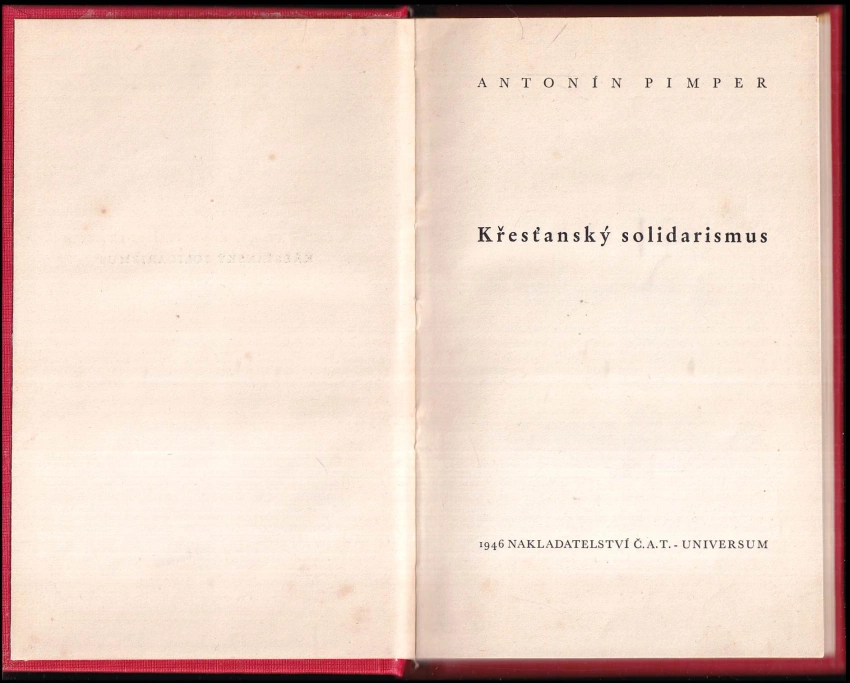 ANTONÍN PIMPER
Křesťanský solidarismus
1946 NAKLADATELSTVÍ Č.A.T. - UNIVERSUM